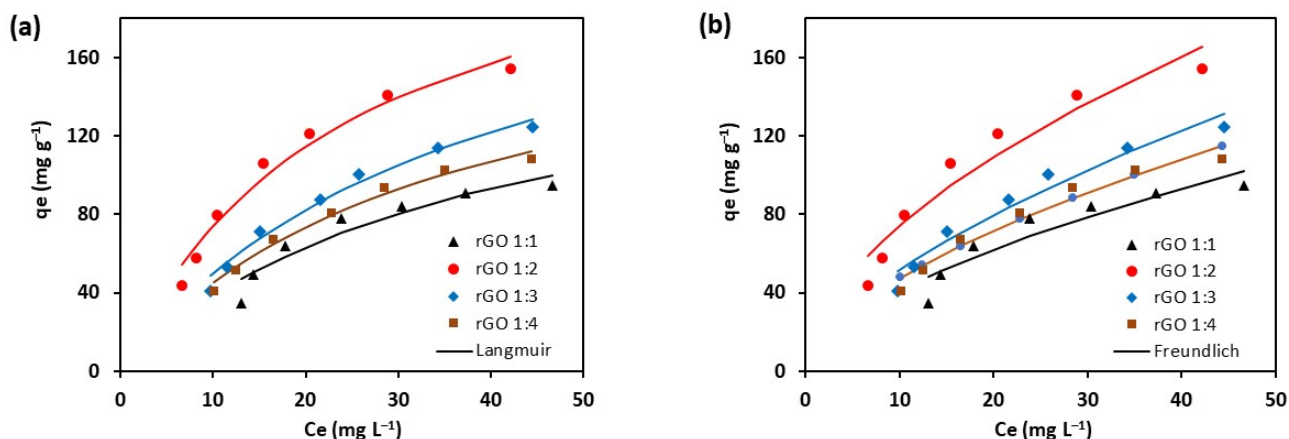 (a)
qe (mg g⁻¹)
160
120
80
40
0
0 10 20 30 40 50
Ce (mg L⁻¹)
rGO 1:1
rGO 1:2
rGO 1:3
rGO 1:4
Langmuir
(b)
qe (mg g⁻¹)
160
120
80
40
0
0 10 20 30 40 50
Ce (mg L⁻¹)
rGO 1:1
rGO 1:2
rGO 1:3
rGO 1:4
Freundlich